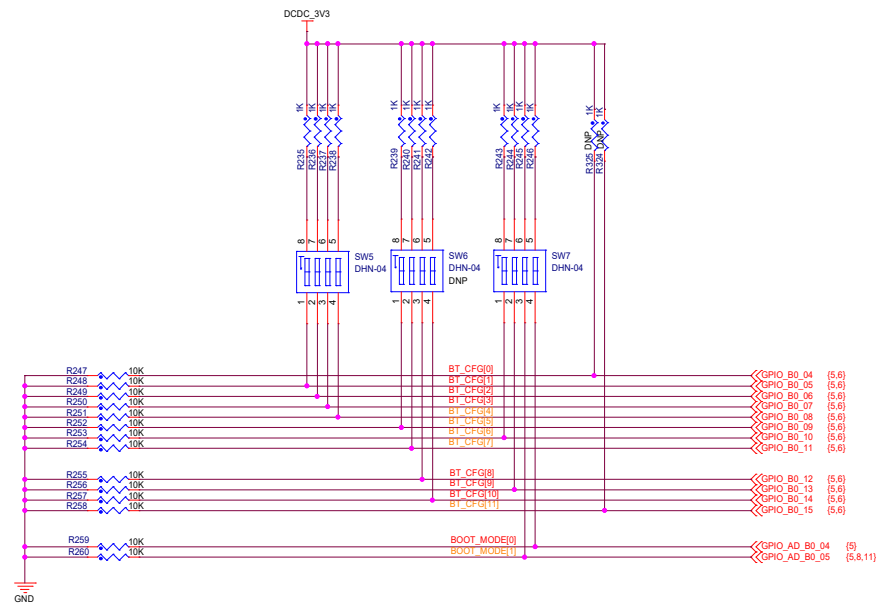 DCDC_3V3
1K 1K 1K 1K 1K 1K 1K 1K 1K 1K 1K 1K 1K 1K
DNP DNP
R235 R236 R237 R238 R239 R240 R241 R242 R243 R244 R245 R246 R325 R324
8 7 6 5 8 7 6 5 8 7 6 5
SW5 SW6 SW7
DHN-04 DHN-04 DHN-04
DNP
1 2 3 4 1 2 3 4 1 2 3 4
R247 10K BT_CFG[0] GPIO_B0_04 {5,6}
R248 10K BT_CFG[1] GPIO_B0_05 {5,6}
R249 10K BT_CFG[2] GPIO_B0_06 {5,6}
R250 10K BT_CFG[3] GPIO_B0_07 {5,6}
R251 10K BT_CFG[4] GPIO_B0_08 {5,6}
R252 10K BT_CFG[5] GPIO_B0_09 {5,6}
R253 10K BT_CFG[6] GPIO_B0_10 {5,6}
R254 10K BT_CFG[7] GPIO_B0_11 {5,6}
R255 10K BT_CFG[8] GPIO_B0_12 {5,6}
R256 10K BT_CFG[9] GPIO_B0_13 {5,6}
R257 10K BT_CFG[10] GPIO_B0_14 {5,6}
R258 10K BT_CFG[11] GPIO_B0_15 {5,6}
R259 10K BOOT_MODE[0] GPIO_AD_B0_04 {5}
R260 10K BOOT_MODE[1] GPIO_AD_B0_05 {5,8,11}
GND